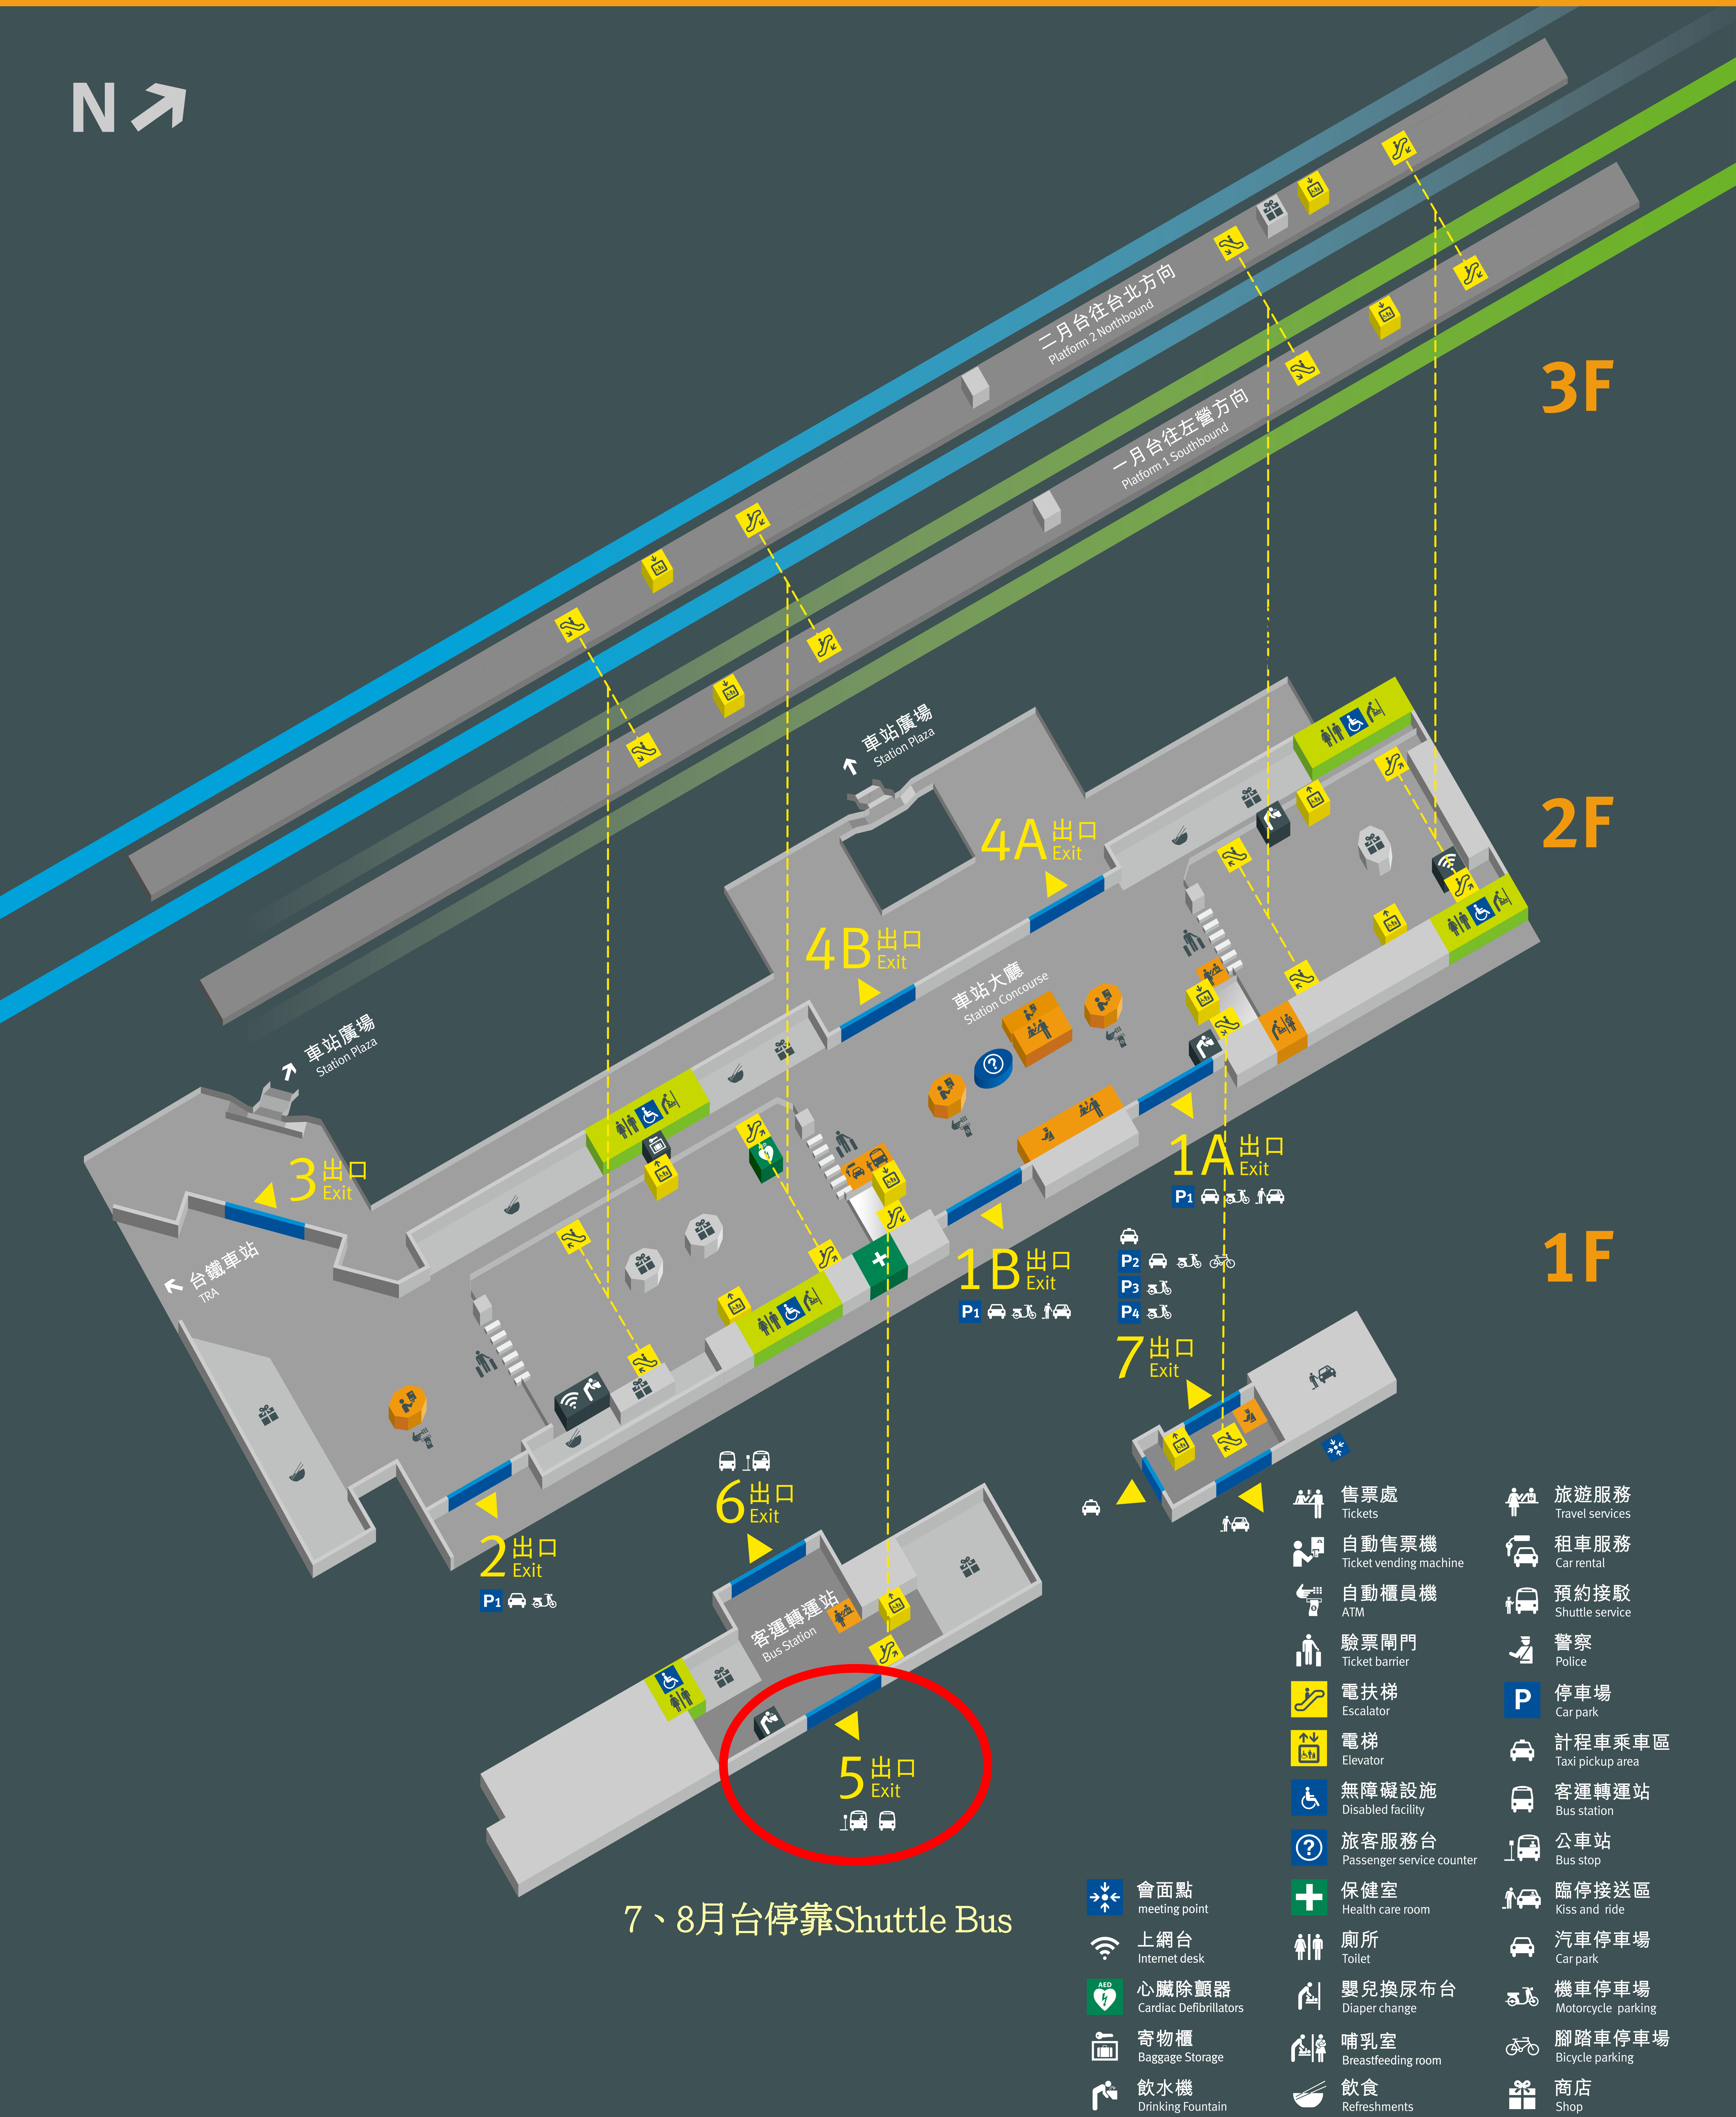 N
二月台往台北方向
Platform 2 Northbound
一月台往左營方向
Platform 1 Southbound
3F
車站廣場
Station Plaza
2F
4A 出口
Exit
4B 出口
Exit
車站大廳
Station Concourse
車站廣場
Station Plaza
3 出口
Exit
台鐵車站
TRA
1A 出口
Exit
P1
1B 出口
Exit
P1
1F
P2
P3
P4
7 出口
Exit
2 出口
Exit
P1
6 出口
Exit
客運轉運站
Bus Station
5 出口
Exit
7、8月台停靠Shuttle Bus
會面點
meeting point
上網台
Internet desk
AED
心臟除顫器
Cardiac Defibrillators
寄物櫃
Baggage Storage
飲水機
Drinking Fountain
售票處
Tickets
自動售票機
Ticket vending machine
自動櫃員機
ATM
驗票閘門
Ticket barrier
電扶梯
Escalator
電梯
Elevator
無障礙設施
Disabled facility
?
旅客服務台
Passenger service counter
保健室
Health care room
廁所
Toilet
嬰兒換尿布台
Diaper change
哺乳室
Breastfeeding room
飲食
Refreshments
旅遊服務
Travel services
租車服務
Car rental
預約接駁
Shuttle service
警察
Police
P
停車場
Car park
計程車乘車區
Taxi pickup area
客運轉運站
Bus station
公車站
Bus stop
臨停接送區
Kiss and ride
汽車停車場
Car park
機車停車場
Motorcycle parking
腳踏車停車場
Bicycle parking
商店
Shop